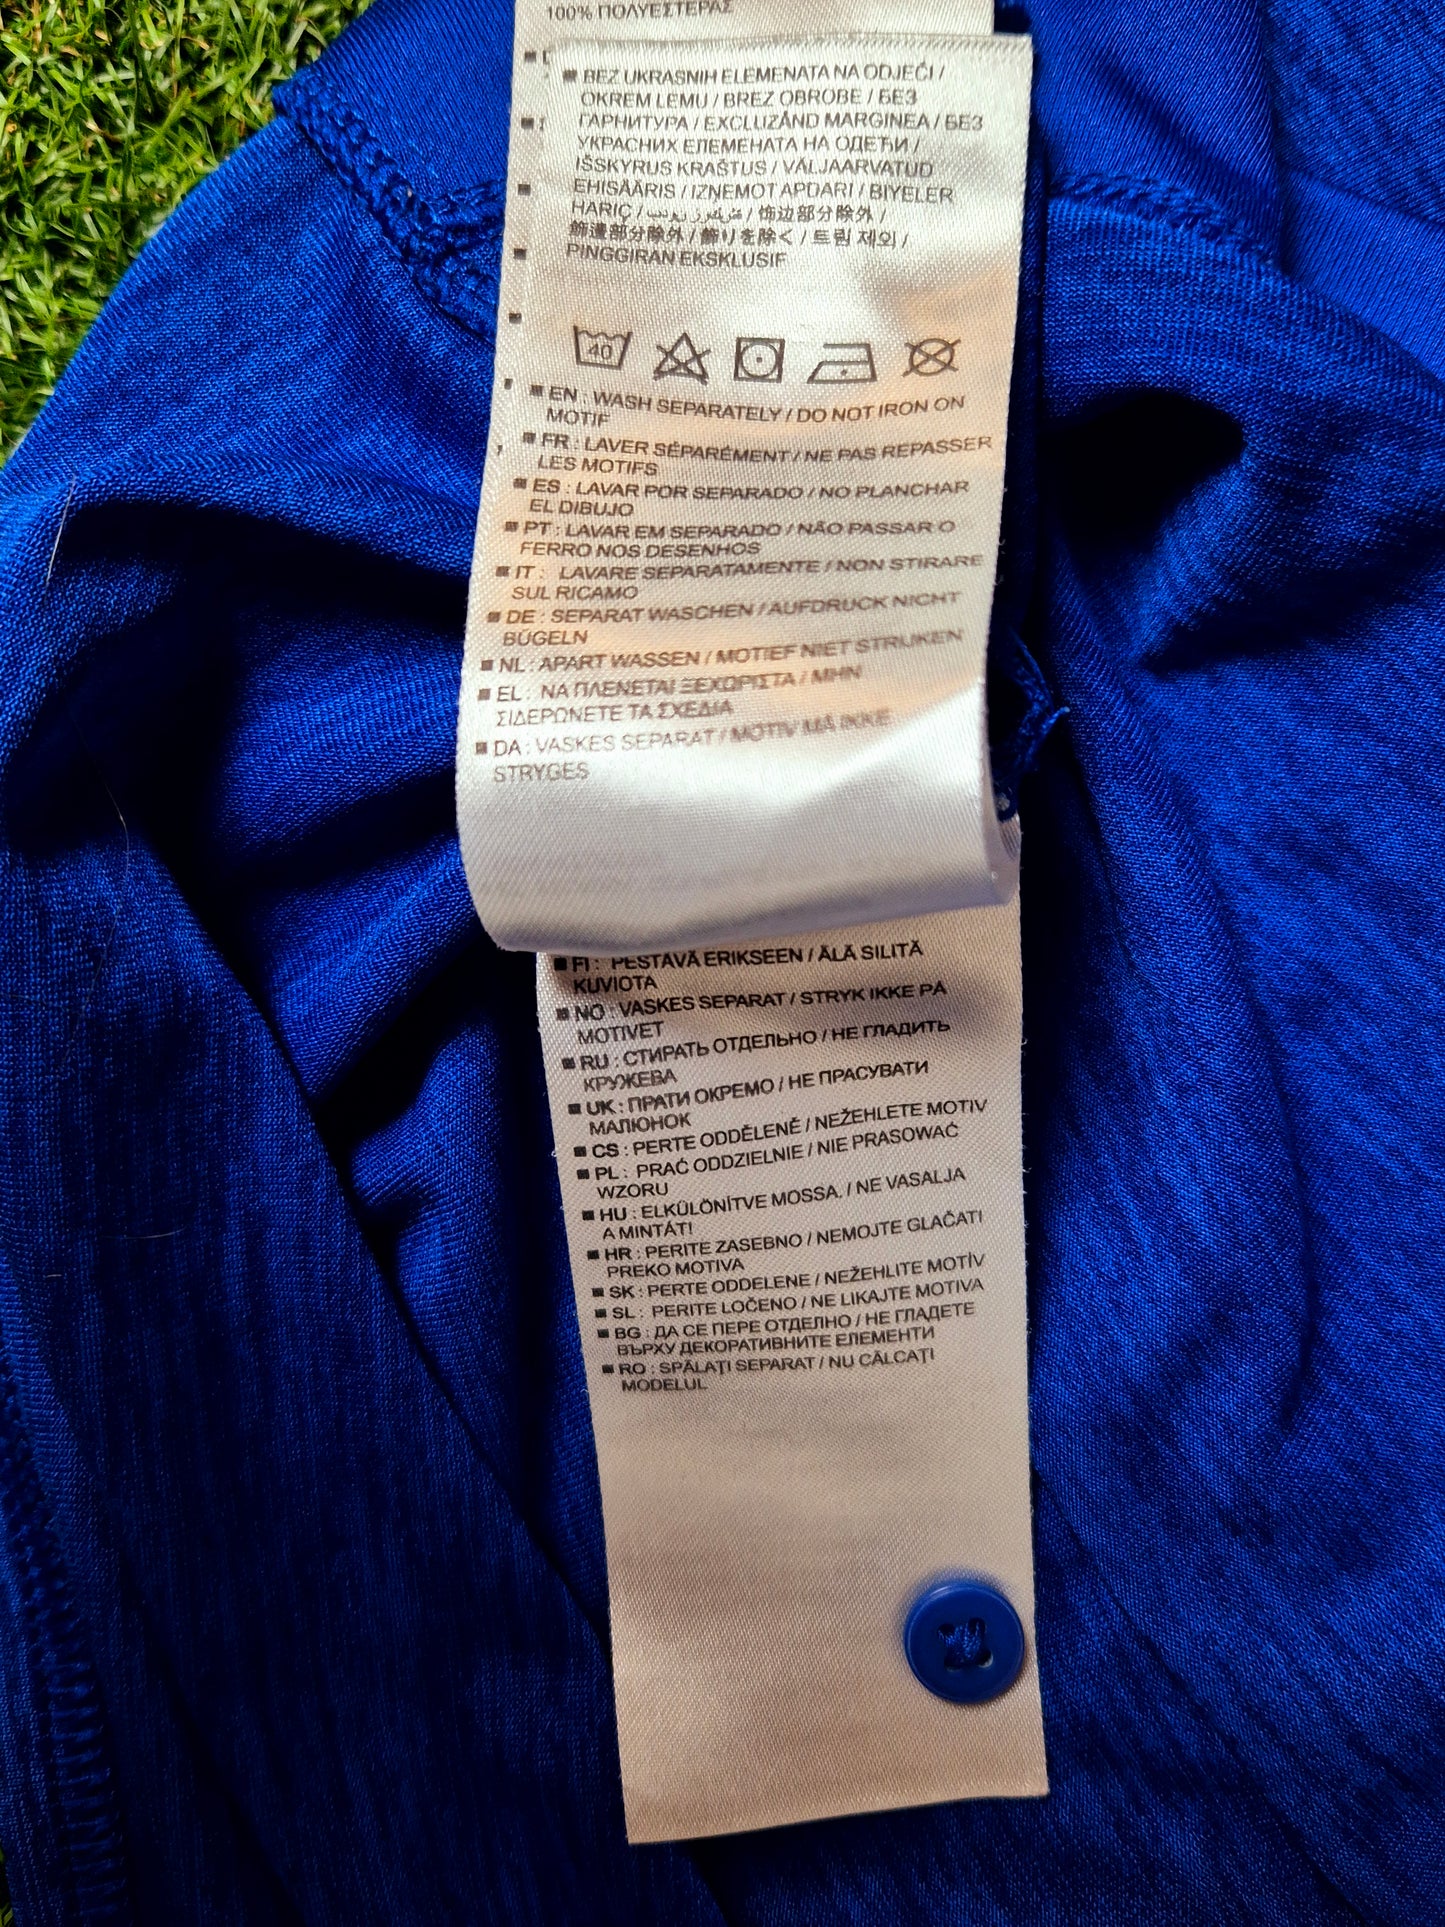 100% ΠΟΛΥΕΣΤΕΡΑΣ
BEZ UKRASNIH ELEMENATA NA ODJEĆI /
OKREM LEMU / BREZ OBROBE / БЕЗ
ГАРНИТУРА / EXCLUZÂND MARGINEA / БЕЗ
УКРАСНИХ ЕЛЕМЕНАТА НА ОДЕЋИ /
IŠSKYRUS KRAŠTUS / VÄLJAARVATUD
EHISÄÄRIS / IZŅEMOT APDARI / BIYELER
HARIÇ / / 饰边部分除外 /
飾邊部分除外 / 飾りを除く / 트림 제외 /
PINGGIRAN EKSKLUSIF
40
EN : WASH SEPARATELY / DO NOT IRON ON
MOTIF
FR : LAVER SÉPARÉMENT / NE PAS REPASSER
LES MOTIFS
ES : LAVAR POR SEPARADO / NO PLANCHAR
EL DIBUJO
PT : LAVAR EM SEPARADO / NÃO PASSAR O
FERRO NOS DESENHOS
IT : LAVARE SEPARATAMENTE / NON STIRARE
SUL RICAMO
DE : SEPARAT WASCHEN / AUFDRUCK NICHT
BÜGELN
NL : APART WASSEN / MOTIEF NIET STRIJKEN
EL : ΝΑ ΠΛΕΝΕΤΑΙ ΞΕΧΩΡΙΣΤΑ / ΜΗΝ
ΣΙΔΕΡΩΝΕΤΕ ΤΑ ΣΧΕΔΙΑ
DA : VASKES SEPARAT / MOTIV MÅ IKKE
STRYGES
FI : PESTÄVÄ ERIKSEEN / ÄLÄ SILITÄ
KUVIOTA
NO : VASKES SEPARAT / STRYK IKKE PÅ
MOTIVET
RU : СТИРАТЬ ОТДЕЛЬНО / НЕ ГЛАДИТЬ
КРУЖЕВА
UK : ПРАТИ ОКРЕМО / НЕ ПРАСУВАТИ
МАЛЮНОК
CS : PERTE ODDĚLENĚ / NEŽEHLETE MOTIV
PL : PRAĆ ODDZIELNIE / NIE PRASOWAĆ
WZORU
HU : ELKÜLÖNÍTVE MOSSA. / NE VASALJA
A MINTÁT!
HR : PERITE ZASEBNO / NEMOJTE GLAČATI
PREKO MOTIVA
SK : PERTE ODDELENE / NEŽEHLITE MOTÍV
SL : PERITE LOČENO / NE LIKAJTE MOTIVA
BG : ДА СЕ ПЕРЕ ОТДЕЛНО / НЕ ГЛАДЕТЕ
ВЪРХУ ДЕКОРАТИВНИТЕ ЕЛЕМЕНТИ
RO : SPĂLAȚI SEPARAT / NU CĂLCAȚI
MODELUL